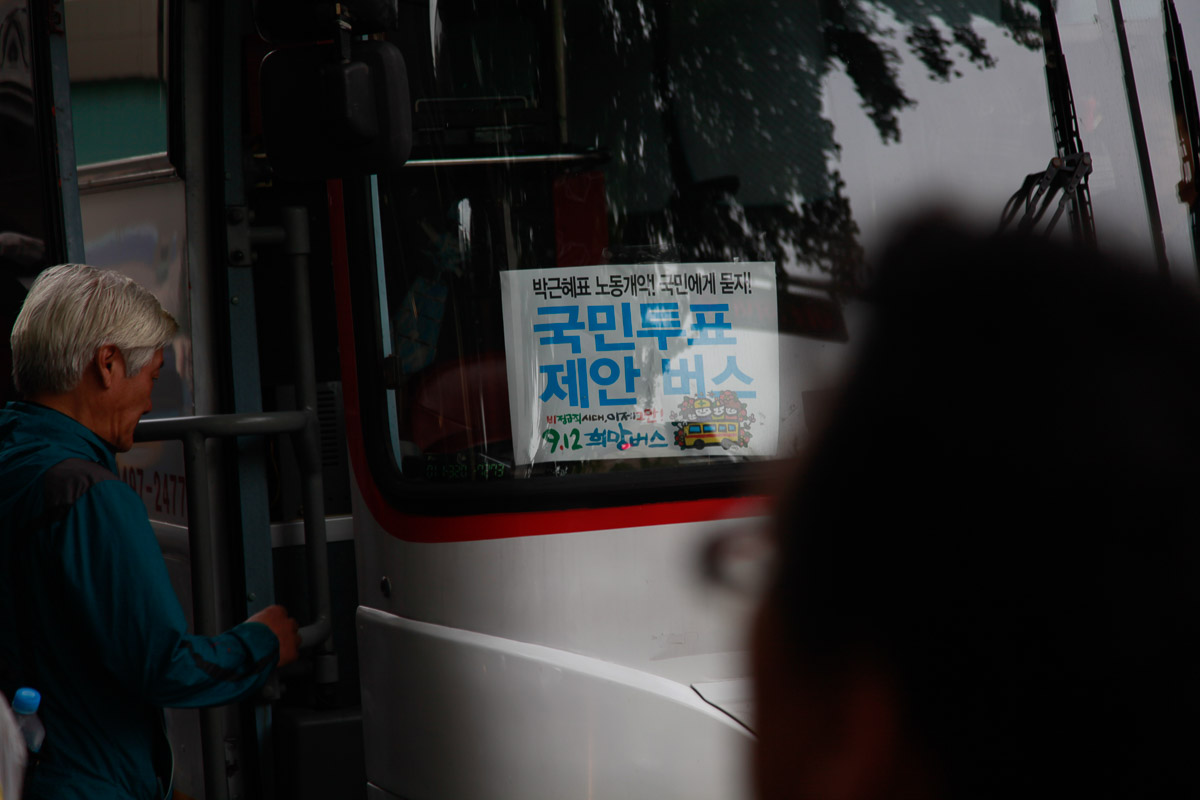 박근혜표 노동개악! 국민에게 묻자!
국민투표
제안 버스
비정규직시대, 이제그만!
9.12 희망버스
497-2477